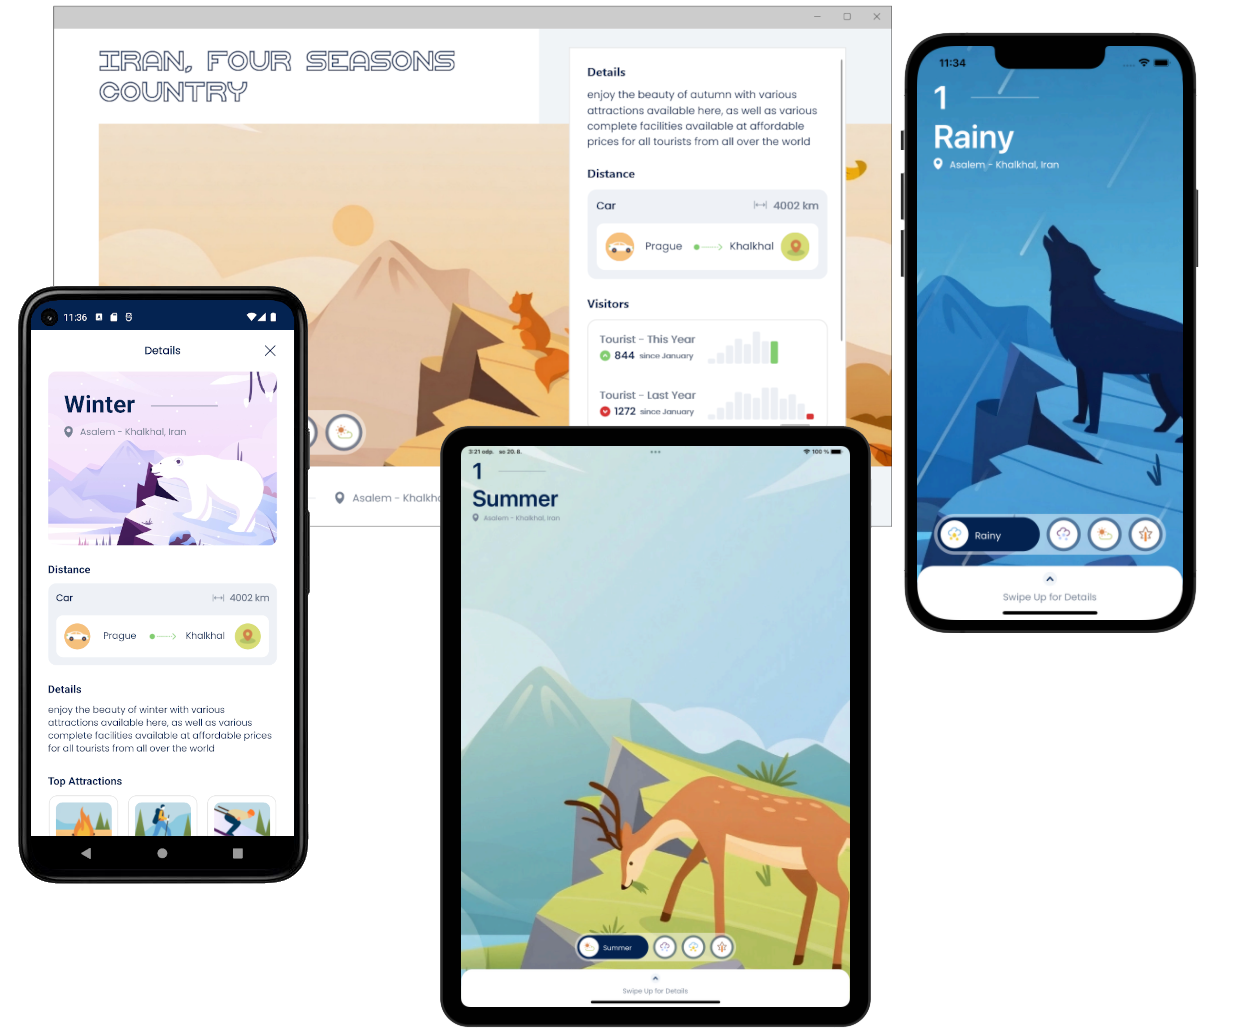 IRAN, FOUR SEASONS
COUNTRY
Details
enjoy the beauty of autumn with various
attractions available here, as well as various
complete facilities available at affordable
prices for all tourists from all over the world
Distance
Car 4002 km
Prague Khalkhal
Visitors
Tourist - This Year
844 since January
Tourist - Last Year
1272 since January
Asalem - Khalkha
11:34
1
Rainy
Asalem - Khalkhal, Iran
Rainy
Swipe Up for Details
11:36
Details
Winter
Asalem - Khalkhal, Iran
Distance
Car 4002 km
Prague Khalkhal
Details
enjoy the beauty of winter with various
attractions available here, as well as various
complete facilities available at affordable prices
for all tourists from all over the world
Top Attractions
3:21 odp. so 20. 8. 100 %
1
Summer
Asalem - Khalkhal, Iran
Summer
Swipe Up for Details